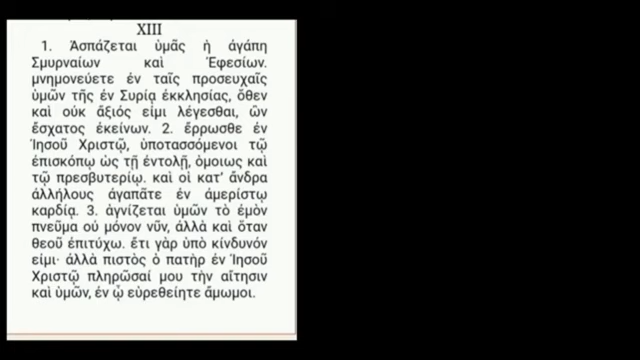 XIII
1. Ἀσπάζεται ὑμᾶς ἡ ἀγάπη
Σμυρναίων καὶ Ἐφεσίων.
μνημονεύετε ἐν ταῖς προσευχαῖς
ὑμῶν τῆς ἐν Συρίᾳ ἐκκλησίας, ὅθεν
καὶ οὐκ ἄξιός εἰμι λέγεσθαι, ὢν
ἔσχατος ἐκείνων. 2. ἔρρωσθε ἐν
Ἰησοῦ Χριστῷ, ὑποτασσόμενοι τῷ
ἐπισκόπῳ ὡς τῇ ἐντολῇ, ὁμοιως καὶ
τῷ πρεσβυτερίῳ. καὶ οἱ κατ’ ἄνδρα
ἀλλήλους ἀγαπᾶτε ἐν ἀμερίστῳ
καρδίᾳ. 3. ἁγνίζεται ὑμῶν τὸ ἐμὸν
πνεῦμα οὐ μόνον νῦν, ἀλλὰ καὶ ὅταν
θεοῦ ἐπιτύχω. ἔτι γὰρ ὑπὸ κίνδυνόν
εἰμι· ἀλλὰ πιστὸς ὁ πατὴρ ἐν Ἰησοῦ
Χριστῷ πληρῶσαί μου τὴν αἴτησιν
καὶ ὑμῶν, ἐν ᾧ εὑρεθείητε ἄμωμοι.